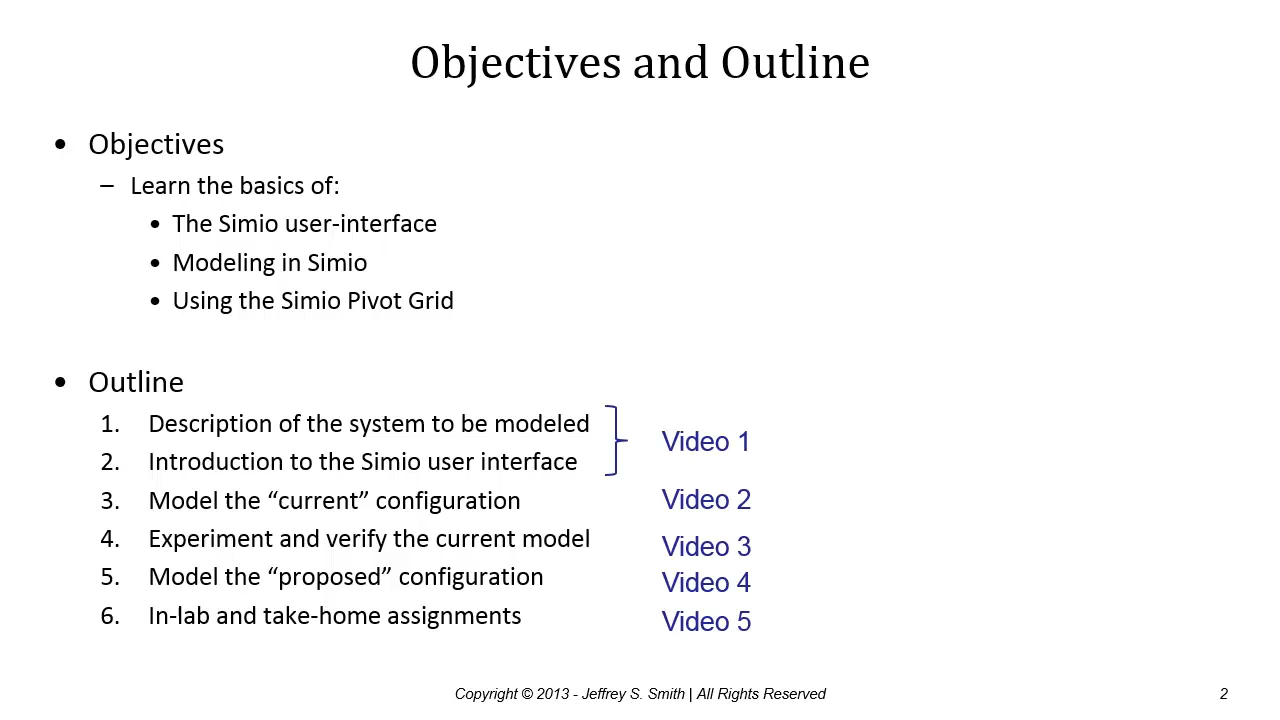 Objectives and Outline
• Objectives
– Learn the basics of:
• The Simio user-interface
• Modeling in Simio
• Using the Simio Pivot Grid
• Outline
1. Description of the system to be modeled
2. Introduction to the Simio user interface
Video 1
3. Model the “current” configuration Video 2
4. Experiment and verify the current model Video 3
5. Model the “proposed” configuration Video 4
6. In-lab and take-home assignments Video 5
Copyright © 2013 - Jeffrey S. Smith | All Rights Reserved 2